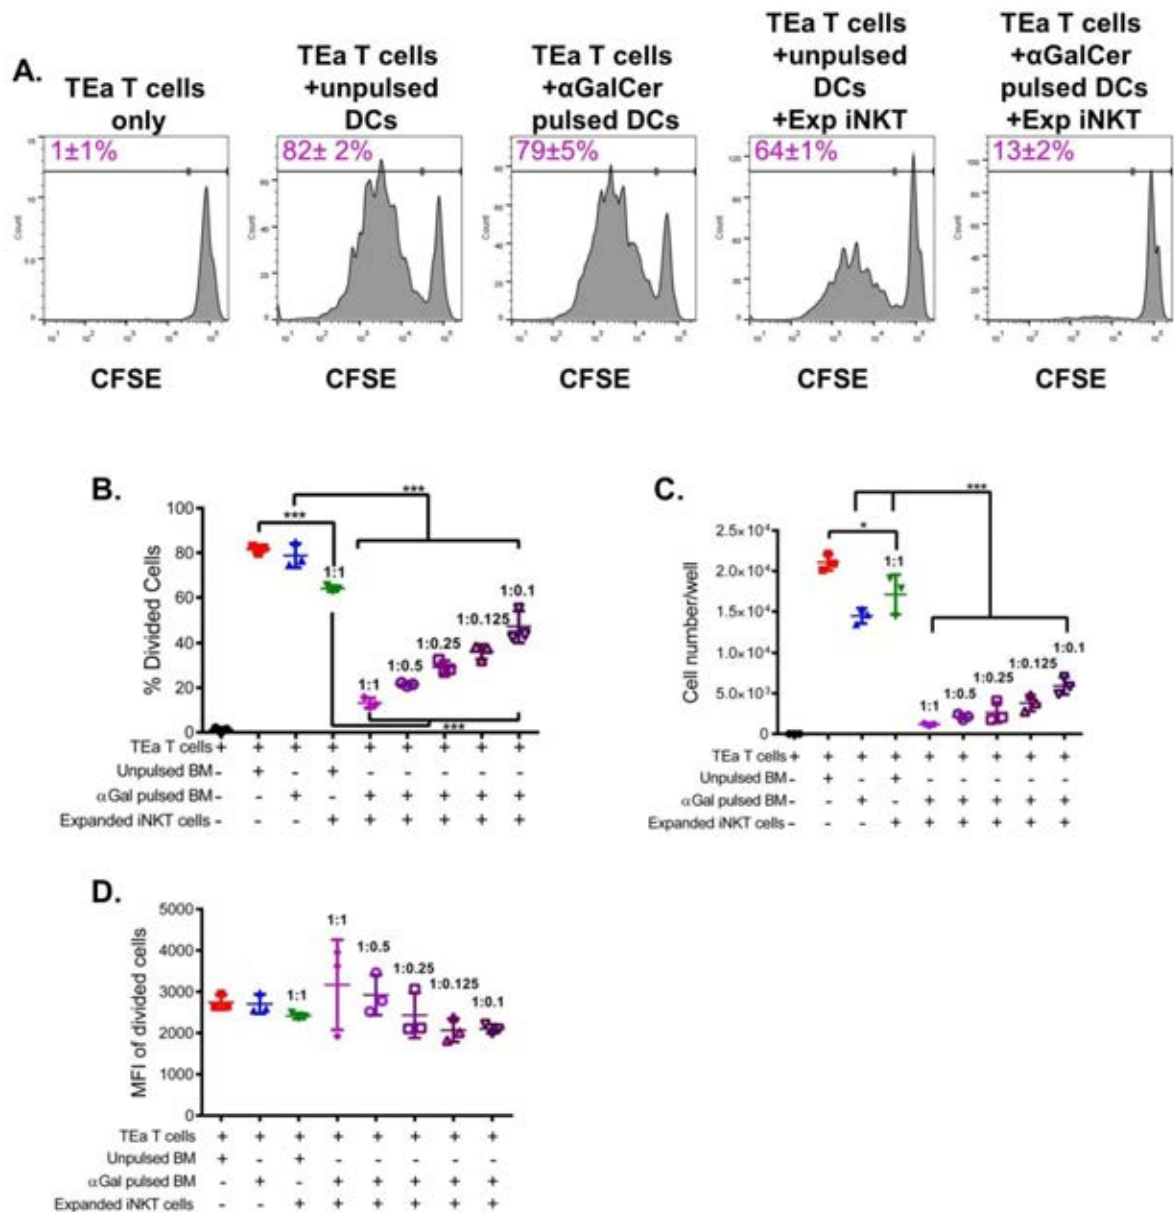 A.
TEa T cells
only
TEa T cells
+unpulsed
DCs
TEa T cells
+αGalCer
pulsed DCs
TEa T cells
+unpulsed
DCs
+Exp iNKT
TEa T cells
+αGalCer
pulsed DCs
+Exp iNKT
1±1%
82± 2%
79±5%
64±1%
13±2%
Count
Count
Count
Count
Count
CFSE
CFSE
CFSE
CFSE
CFSE
B.
% Divided Cells
100
80
60
40
20
0
***
***
***
1:1
1:1
1:0.5
1:0.25
1:0.125
1:0.1
TEa T cells + + + + + + + + +
Unpulsed BM - + - + - - - - -
αGal pulsed BM - - + - + + + + +
Expanded iNKT cells - - - + + + + + +
C.
Cell number/well
2.5×10⁴
2.0×10⁴
1.5×10⁴
1.0×10⁴
5.0×10³
0
***
*
1:1
1:1
1:0.5
1:0.25
1:0.125
1:0.1
TEa T cells + + + + + + + + +
Unpulsed BM - + - + - - - - -
αGal pulsed BM - - + - + + + + +
Expanded iNKT cells - - - + + + + + +
D.
MFI of divided cells
5000
4000
3000
2000
1000
0
1:1
1:1
1:0.5
1:0.25
1:0.125
1:0.1
TEa T cells + + + + + + + +
Unpulsed BM + - + - - - - -
αGal pulsed BM - + - + + + + +
Expanded iNKT cells - - + + + + + +